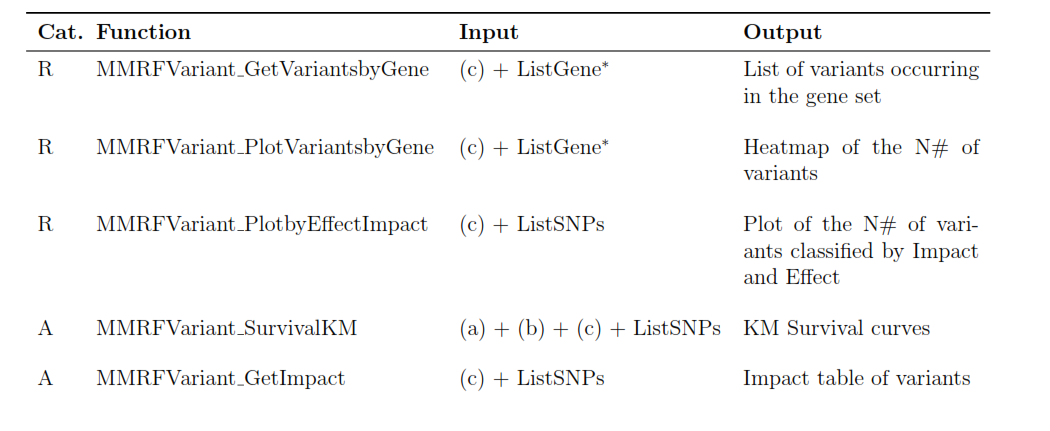 Cat. Function Input Output
R MMRFVariant_GetVariantsbyGene (c) + ListGene* List of variants occurring
in the gene set
R MMRFVariant_PlotVariantsbyGene (c) + ListGene* Heatmap of the N# of
variants
R MMRFVariant_PlotbyEffectImpact (c) + ListSNPs Plot of the N# of vari-
ants classified by Impact
and Effect
A MMRFVariant_SurvivalKM (a) + (b) + (c) + ListSNPs KM Survival curves
A MMRFVariant_GetImpact (c) + ListSNPs Impact table of variants